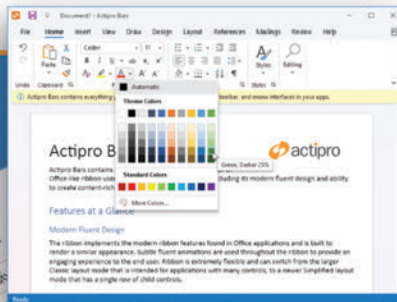 Document1 - Actipro Bars
File Home Insert View Draw Design Layout References Mailings Review Help
Calibri 11
Undo Paste Clipboard Styles Editing
Styles
Automatic
Actipro Bars contains everything toolbar, and menu interfaces in your apps.
Theme Colors
Actipro B actipro
Green, Darker 25%
Actipro Bars contains
Office-like ribbon uding its modern fluent design and ability
to create content-rich
Standard Colors
More Colors...
Features at a Glance
Modern Fluent Design
The ribbon implements the modern ribbon features found in Office applications and is built to
render a similar appearance. Subtle fluent animations are used throughout the ribbon to provide an
engaging experience to the end user. Ribbon is extremely flexible and can switch from the larger
Classic layout mode that is intended for applications with many controls, to a newer Simplified layout
mode that has a single row of child controls.
Ready